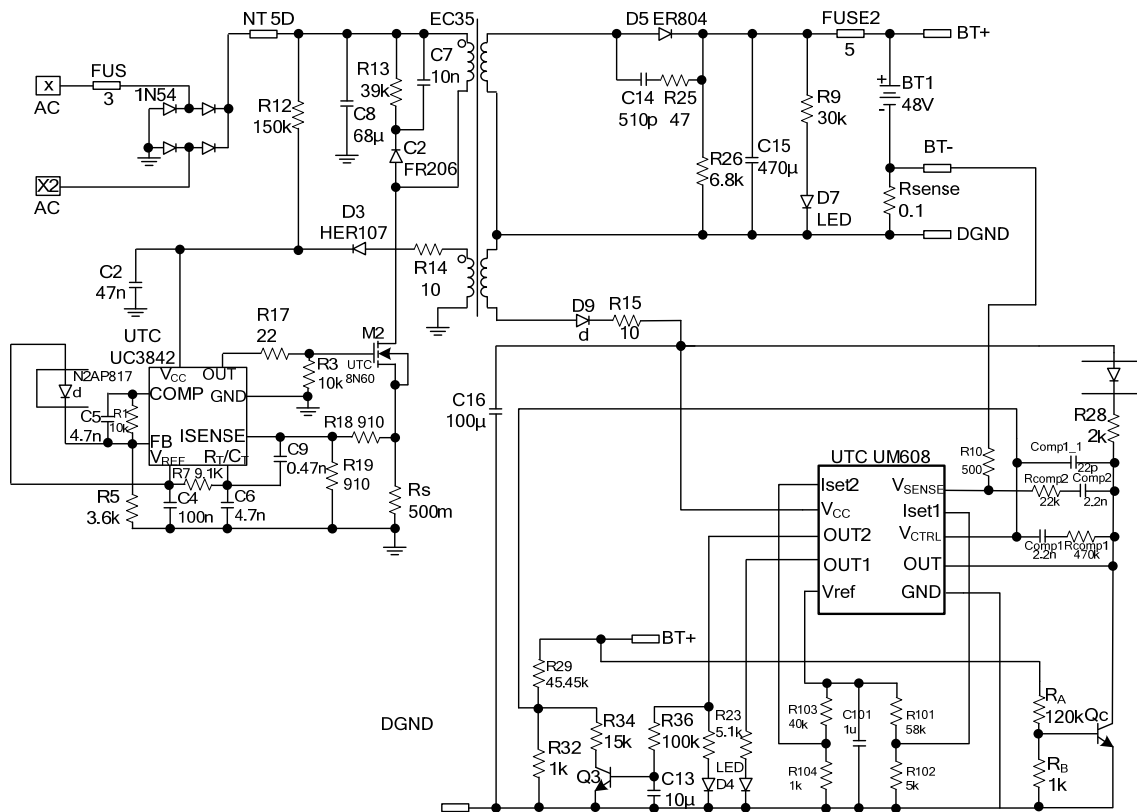 NT 5D
EC35
D5 ER804
FUSE2
5
BT+
x
AC
FUS
3
1N54
R12
150k
R13
39k
C7
10n
C8
68µ
C2
FR206
C14
510p
R25
47
R9
30k
BT1
48V
+
-
BT-
R26
6.8k
C15
470µ
D7
LED
Rsense
0.1
DGND
X2
AC
D3
HER107
R14
10
C2
47n
D9
d
R15
10
UTC
UC3842
R17
22
M2
UTC
8N60
R3
10k
VCC
OUT
COMP
GND
ISENSE
FB
VREF
RT/CT
N2AP817
d
C5
4.7n
R1
10k
R18 910
C9
0.47n
R19
910
R7 9.1K
R5
3.6k
C4
100n
C6
4.7n
Rs
500m
C16
100µ
R28
2k
UTC UM608
R10
500
Comp1_1
22p
Rcomp2
22k
Comp2
2.2n
Comp1
2.2n
Rcomp1
470k
Iset2
VCC
OUT2
OUT1
Vref
VSENSE
Iset1
VCTRL
OUT
GND
BT+
R29
45.45k
DGND
R32
1k
R34
15k
Q3
R36
100k
C13
10µ
R23
5.1k
LED
D4
R103
40k
R104
1k
C101
1u
R101
58k
R102
5k
RA
120k
Qc
RB
1k